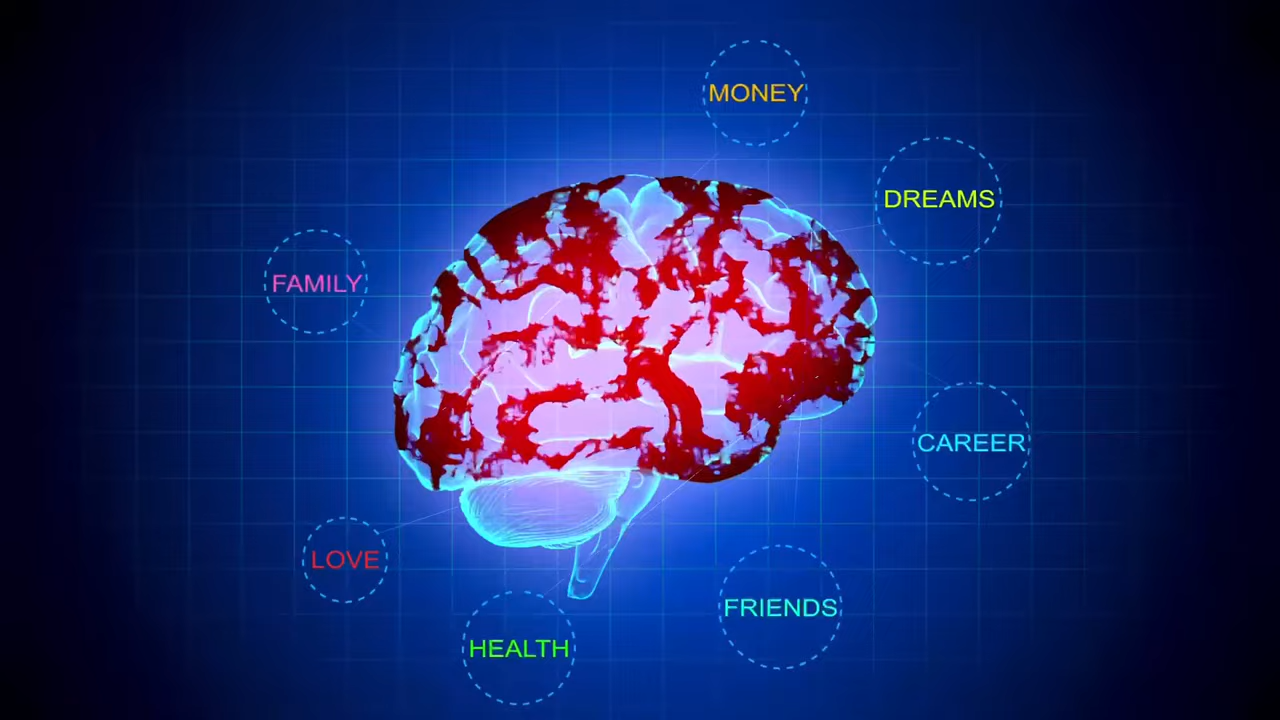 MONEY
DREAMS
FAMILY
CAREER
LOVE
FRIENDS
HEALTH